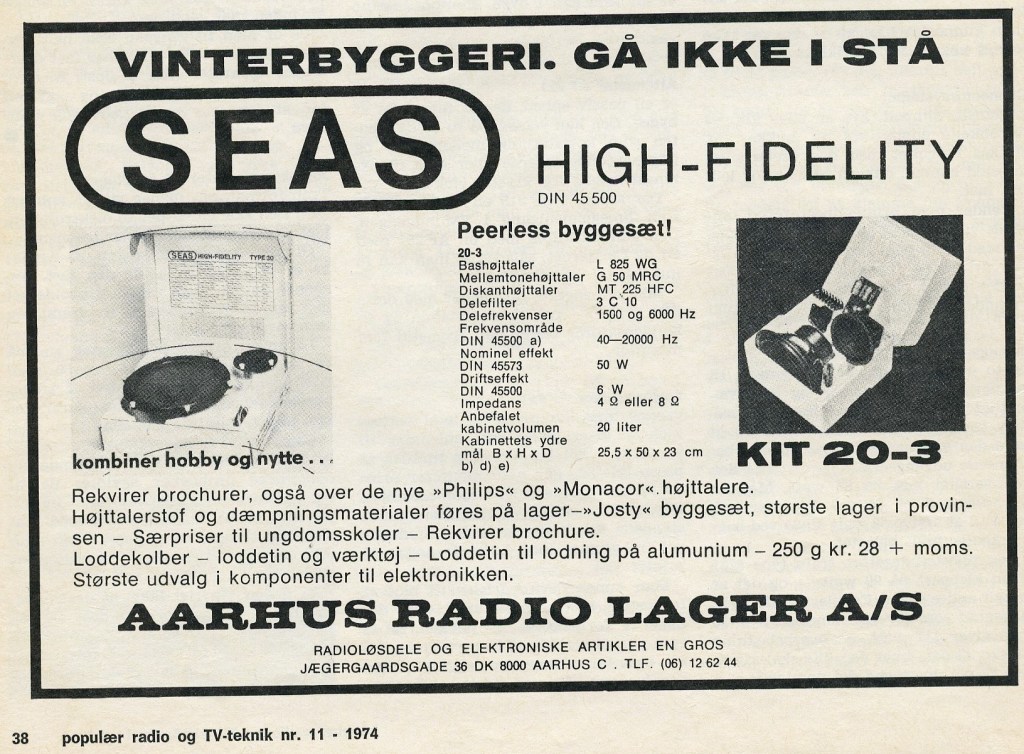 VINTERBYGGERI. GÅ IKKE I STÅ
SEAS
HIGH-FIDELITY
DIN 45 500
SEAS HIGH-FIDELITY TYPE 30
kombiner hobby og nytte . . .
Peerless byggesæt!
20-3
Bashøjttaler L 825 WG
Mellemtonehøjttaler G 50 MRC
Diskanthøjttaler MT 225 HFC
Delefilter 3 C 10
Delefrekvenser 1500 og 6000 Hz
Frekvensområde
DIN 45500 a) 40—20000 Hz
Nominel effekt
DIN 45573 50 W
Driftseffekt
DIN 45500 6 W
Impedans 4 Ω eller 8 Ω
Anbefalet
kabinetvolumen 20 liter
Kabinettets ydre
mål B x H x D 25,5 x 50 x 23 cm
b) d) e)
KIT 20-3
Rekvirer brochurer, også over de nye »Philips« og »Monacor«.højttalere.
Højttalerstof og dæmpningsmaterialer føres på lager–»Josty« byggesæt, største lager i provin-
sen – Særpriser til ungdomsskoler – Rekvirer brochure.
Loddekolber – loddetin og værktøj – Loddetin til lodning på alumunium – 250 g kr. 28 + moms.
Største udvalg i komponenter til elektronikken.
AARHUS RADIO LAGER A/S
RADIOLØSDELE OG ELEKTRONISKE ARTIKLER EN GROS
JÆGERGAARDSGADE 36 DK 8000 AARHUS C . TLF. (06) 12 62 44
38 populær radio og TV-teknik nr. 11 - 1974